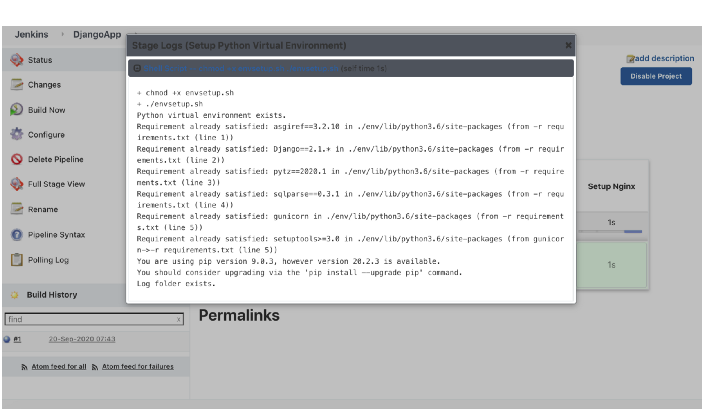 Jenkins
DjangoApp
Stage Logs (Setup Python Virtual Environment)
×
(self time 1s)
+ chmod +x envsetup.sh
+ ./envsetup.sh
Python virtual environment exists.
Requirement already satisfied: asgiref==3.2.10 in ./env/lib/python3.6/site-packages (from -r requ
irements.txt (line 1))
Requirement already satisfied: Django==2.1.+ in ./env/lib/python3.6/site-packages (from -r requir
ements.txt (line 2))
Requirement already satisfied: pytz==2020.1 in ./env/lib/python3.6/site-packages (from -r require
ments.txt (line 3))
Requirement already satisfied: sqlparse==0.3.1 in ./env/lib/python3.6/site-packages (from -r requ
irements.txt (line 4))
Requirement already satisfied: gunicorn in ./env/lib/python3.6/site-packages (from -r requirement
s.txt (line 5))
Requirement already satisfied: setuptools>=3.0 in ./env/lib/python3.6/site-packages (from gunicor
n->-r requirements.txt (line 5))
You are using pip version 9.0.3, however version 20.2.3 is available.
You should consider upgrading via the 'pip install --upgrade pip' command.
Log folder exists.
Status
Changes
Build Now
Configure
Delete Pipeline
Full Stage View
Rename
Pipeline Syntax
Polling Log
Build History
find
x
#1 20-Sep-2020 07:43
Atom feed for all Atom feed for failures
add description
Disable Project
Setup Nginx
1s
1s
Permalinks